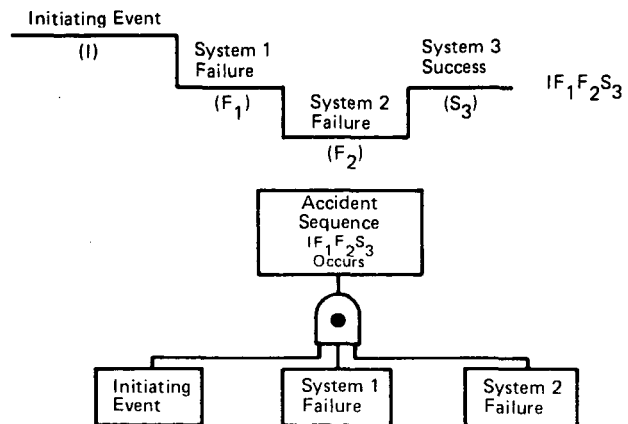 Initiating Event
(I)
System 1
Failure
(F₁)
System 2
Failure
(F₂)
System 3
Success
(S₃)
IF₁F₂S₃
Accident
Sequence
IF₁F₂S₃
Occurs
Initiating
Event
System 1
Failure
System 2
Failure